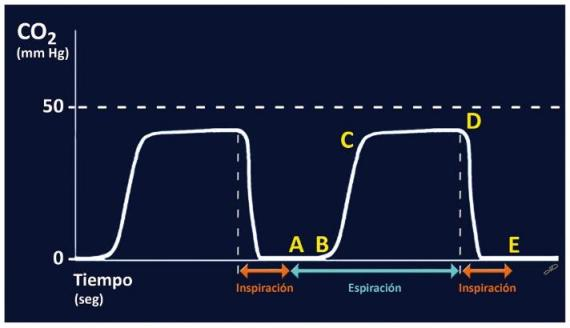 CO2
(mm Hg)
50
D
C
A
B
E
0
Tiempo
(seg)
Inspiración
Espiración
Inspiración